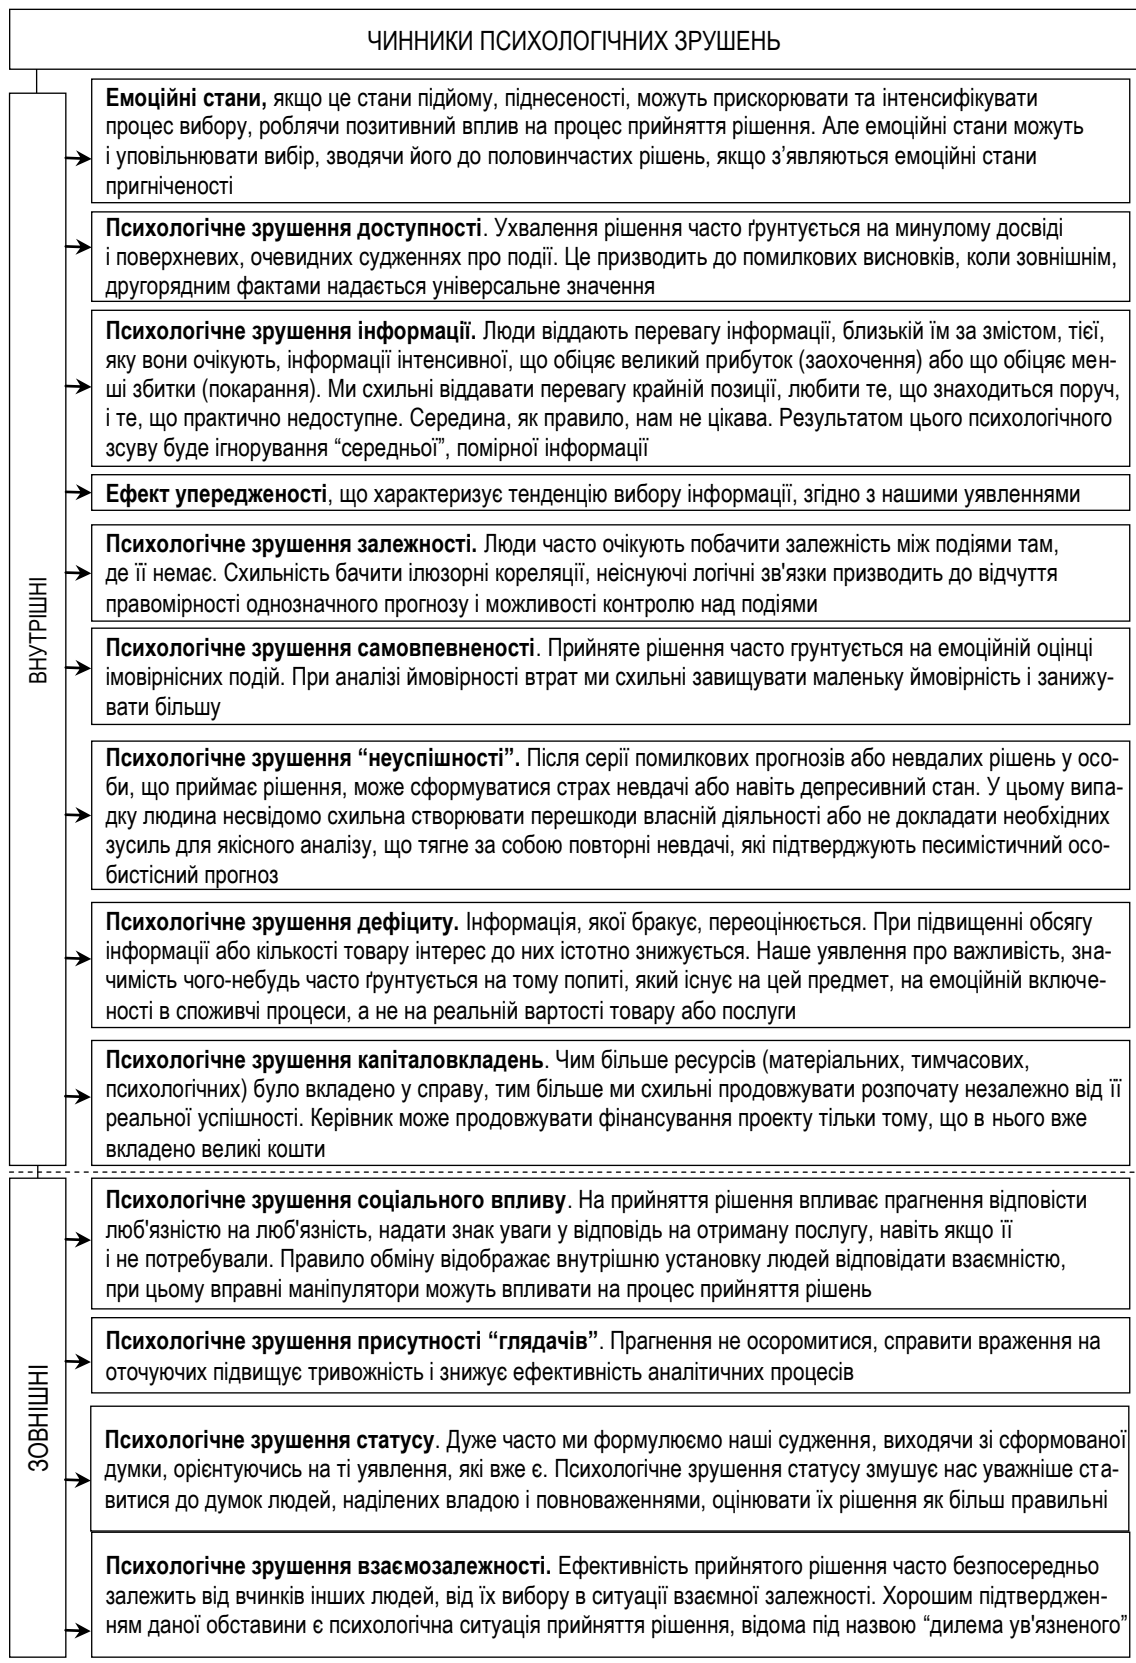 ЧИННИКИ ПСИХОЛОГІЧНИХ ЗРУШЕНЬ
ВНУТРІШНІ
Емоційні стани, якщо це стани підйому, піднесеності, можуть прискорювати та інтенсифікувати
процес вибору, роблячи позитивний вплив на процес прийняття рішення. Але емоційні стани можуть
і уповільнювати вибір, зводячи його до половинчастих рішень, якщо з’являються емоційні стани
пригніченості
Психологічне зрушення доступності. Ухвалення рішення часто ґрунтується на минулому досвіді
і поверхневих, очевидних судженнях про події. Це призводить до помилкових висновків, коли зовнішнім,
другорядним фактами надається універсальне значення
Психологічне зрушення інформації. Люди віддають перевагу інформації, близькій їм за змістом, тієї,
яку вони очікують, інформації інтенсивної, що обіцяє великий прибуток (заохочення) або що обіцяє мен-
ші збитки (покарання). Ми схильні віддавати перевагу крайній позиції, любити те, що знаходиться поруч,
і те, що практично недоступне. Середина, як правило, нам не цікава. Результатом цього психологічного
зсуву буде ігнорування “середньої”, помірної інформації
Ефект упередженості, що характеризує тенденцію вибору інформації, згідно з нашими уявленнями
Психологічне зрушення залежності. Люди часто очікують побачити залежність між подіями там,
де її немає. Схильність бачити ілюзорні кореляції, неіснуючі логічні зв'язки призводить до відчуття
правомірності однозначного прогнозу і можливості контролю над подіями
Психологічне зрушення самовпевненості. Прийняте рішення часто грунтується на емоційній оцінці
імовірнісних подій. При аналізі ймовірності втрат ми схильні завищувати маленьку ймовірність і занижу-
вати більшу
Психологічне зрушення “неуспішності”. Після серії помилкових прогнозів або невдалих рішень у осо-
би, що приймає рішення, може сформуватися страх невдачі або навіть депресивний стан. У цьому випа-
дку людина несвідомо схильна створювати перешкоди власній діяльності або не докладати необхідних
зусиль для якісного аналізу, що тягне за собою повторні невдачі, які підтверджують песимістичний осо-
бистісний прогноз
Психологічне зрушення дефіциту. Інформація, якої бракує, переоцінюється. При підвищенні обсягу
інформації або кількості товару інтерес до них істотно знижується. Наше уявлення про важливість, зна-
чимість чого-небудь часто ґрунтується на тому попиті, який існує на цей предмет, на емоційній включе-
ності в споживчі процеси, а не на реальній вартості товару або послуги
Психологічне зрушення капіталовкладень. Чим більше ресурсів (матеріальних, тимчасових,
психологічних) було вкладено у справу, тим більше ми схильні продовжувати розпочату незалежно від її
реальної успішності. Керівник може продовжувати фінансування проекту тільки тому, що в нього вже
вкладено великі кошти
ЗОВНІШНІ
Психологічне зрушення соціального впливу. На прийняття рішення впливає прагнення відповісти
люб'язністю на люб'язність, надати знак уваги у відповідь на отриману послугу, навіть якщо її
і не потребували. Правило обміну відображає внутрішню установку людей відповідати взаємністю,
при цьому вправні маніпулятори можуть впливати на процес прийняття рішень
Психологічне зрушення присутності “глядачів”. Прагнення не осоромитися, справити враження на
оточуючих підвищує тривожність і знижує ефективність аналітичних процесів
Психологічне зрушення статусу. Дуже часто ми формулюємо наші судження, виходячи зі сформованої
думки, орієнтуючись на ті уявлення, які вже є. Психологічне зрушення статусу змушує нас уважніше ста-
витися до думок людей, наділених владою і повноваженнями, оцінювати їх рішення як більш правильні
Психологічне зрушення взаємозалежності. Ефективність прийнятого рішення часто безпосередньо
залежить від вчинків інших людей, від їх вибору в ситуації взаємної залежності. Хорошим підтверджен-
ням даної обставини є психологічна ситуація прийняття рішення, відома під назвою “дилема ув'язненого”